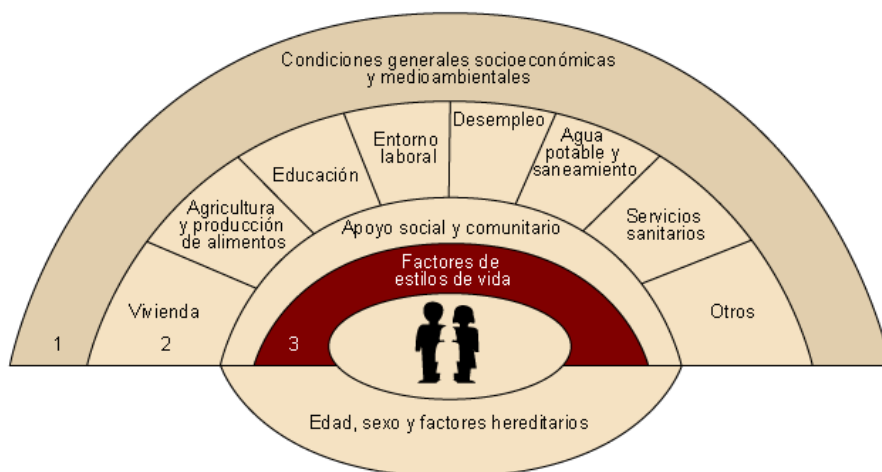 Condiciones generales socioeconómicas
y medioambientales
Desempleo
Entorno
laboral
Agua
potable y
saneamiento
Educación
Agricultura
y producción
de alimentos
Servicios
sanitarios
Apoyo social y comunitario
Factores de
estilos de vida
Vivienda
Otros
1
2
3
Edad, sexo y factores hereditarios